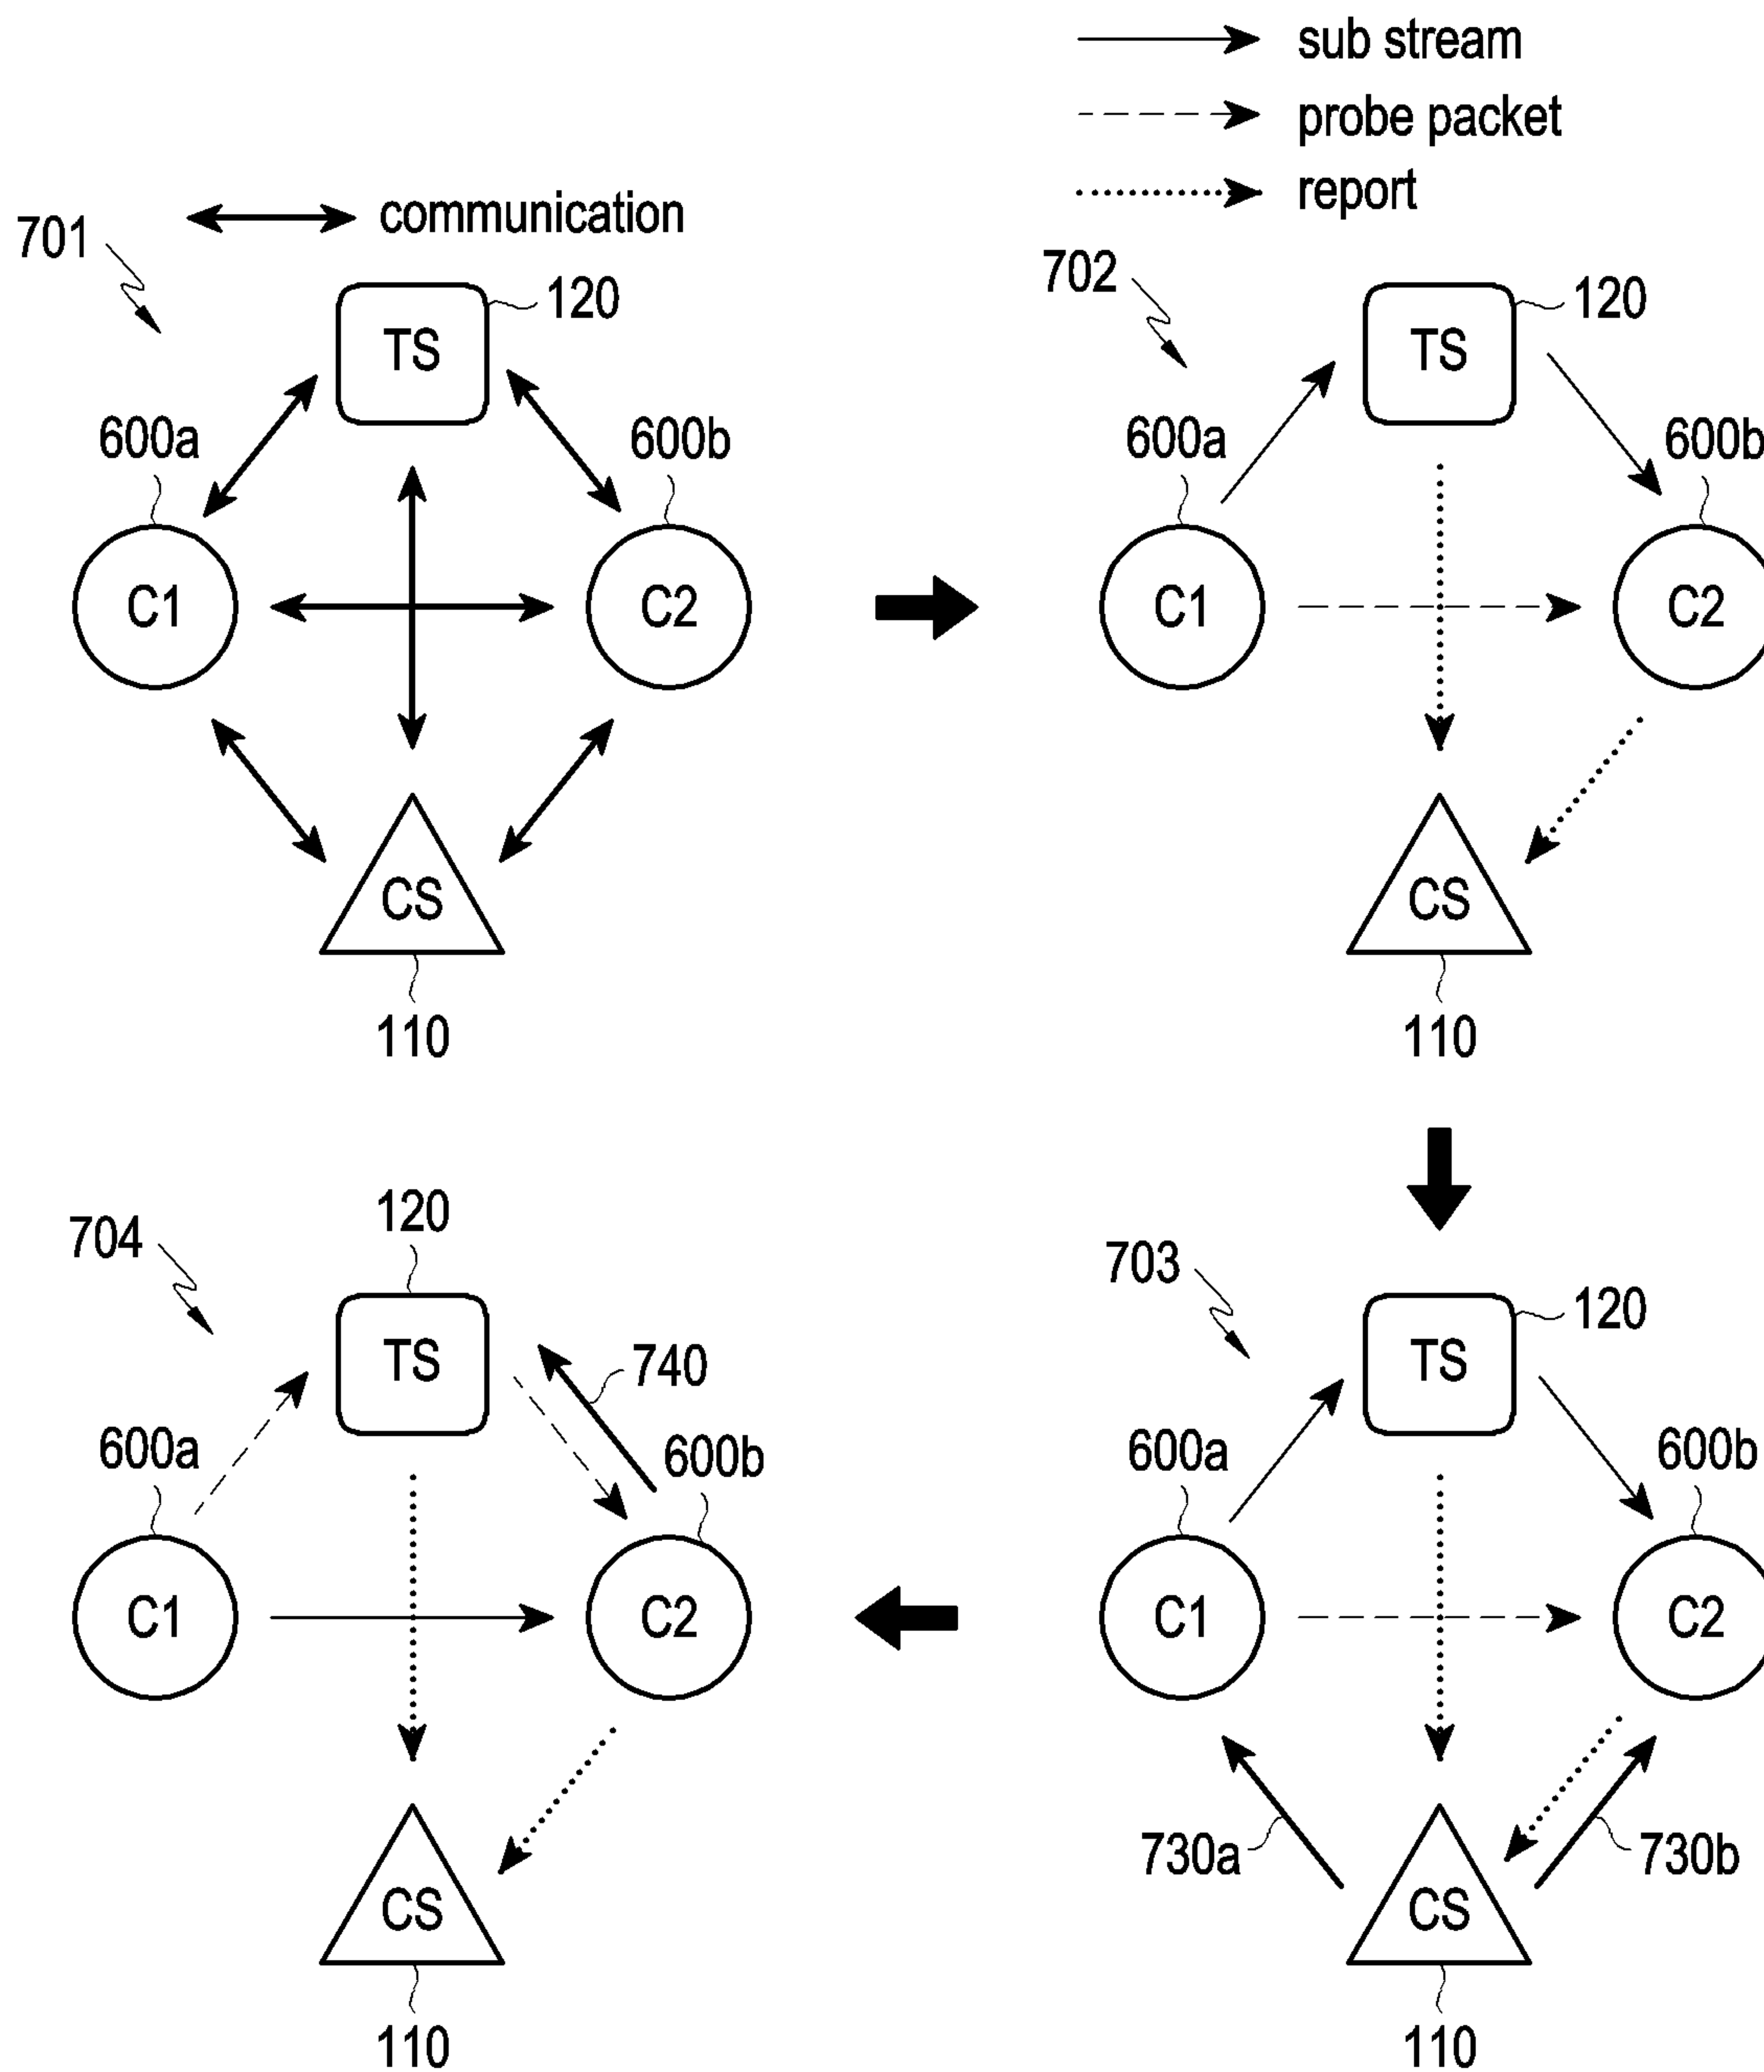 sub stream
probe packet
report
communication
701
120
TS
600a
600b
C1
C2
CS
110
702
120
TS
600a
600b
C1
C2
CS
110
704
120
TS
740
600a
600b
C1
C2
CS
110
703
120
TS
600a
600b
C1
C2
730a
730b
CS
110